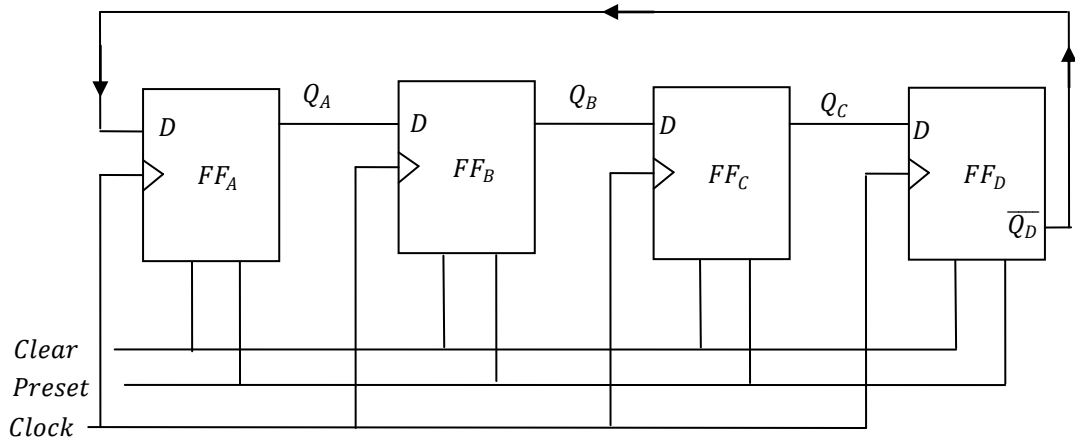 Q_A
Q_B
Q_C
D
D
D
D
FF_A
FF_B
FF_C
FF_D
\overline{Q_D}
Clear
Preset
Clock